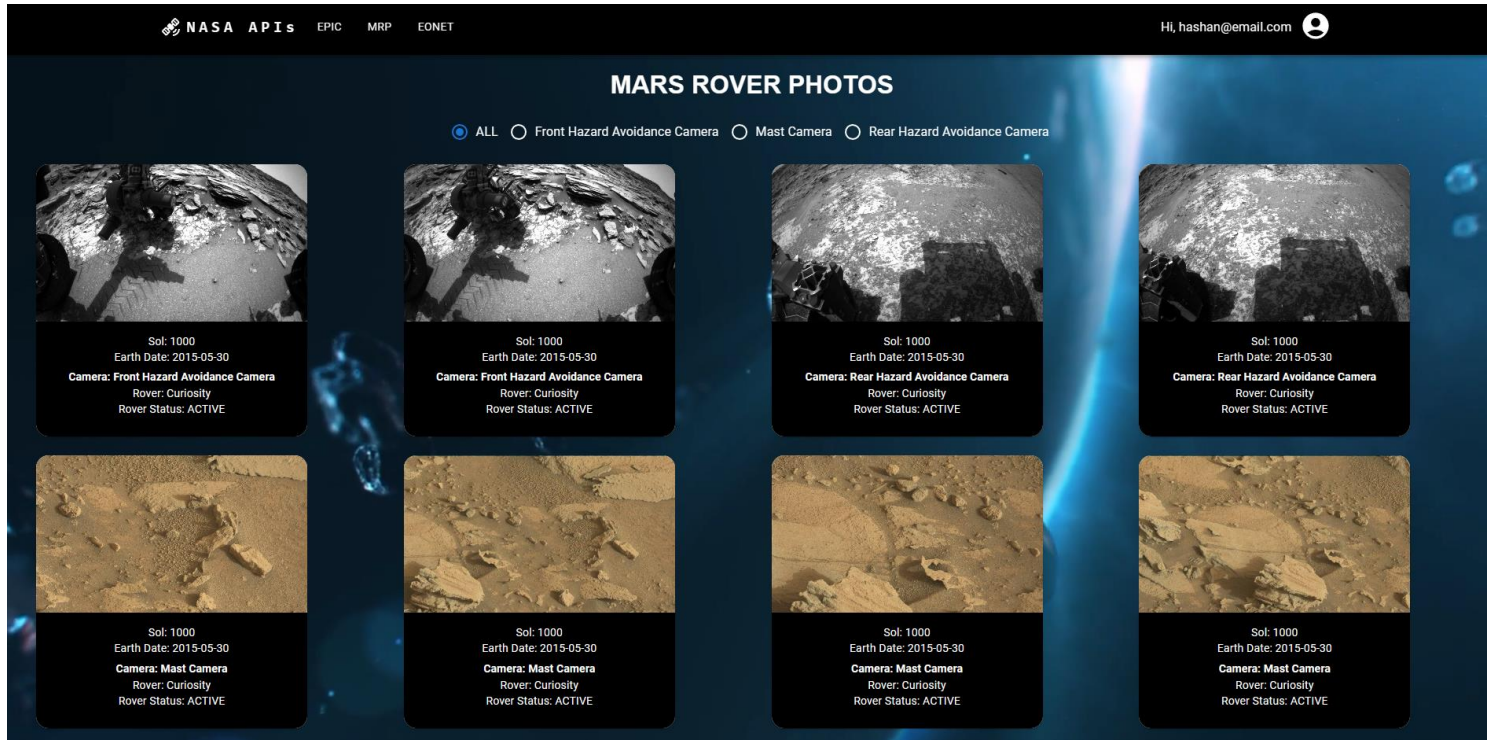 NASA APIs EPIC MRP EONET Hi, hashan@email.com
MARS ROVER PHOTOS
ALL Front Hazard Avoidance Camera Mast Camera Rear Hazard Avoidance Camera
Sol: 1000
Earth Date: 2015-05-30
Camera: Front Hazard Avoidance Camera
Rover: Curiosity
Rover Status: ACTIVE
Sol: 1000
Earth Date: 2015-05-30
Camera: Front Hazard Avoidance Camera
Rover: Curiosity
Rover Status: ACTIVE
Sol: 1000
Earth Date: 2015-05-30
Camera: Rear Hazard Avoidance Camera
Rover: Curiosity
Rover Status: ACTIVE
Sol: 1000
Earth Date: 2015-05-30
Camera: Rear Hazard Avoidance Camera
Rover: Curiosity
Rover Status: ACTIVE
Sol: 1000
Earth Date: 2015-05-30
Camera: Mast Camera
Rover: Curiosity
Rover Status: ACTIVE
Sol: 1000
Earth Date: 2015-05-30
Camera: Mast Camera
Rover: Curiosity
Rover Status: ACTIVE
Sol: 1000
Earth Date: 2015-05-30
Camera: Mast Camera
Rover: Curiosity
Rover Status: ACTIVE
Sol: 1000
Earth Date: 2015-05-30
Camera: Mast Camera
Rover: Curiosity
Rover Status: ACTIVE